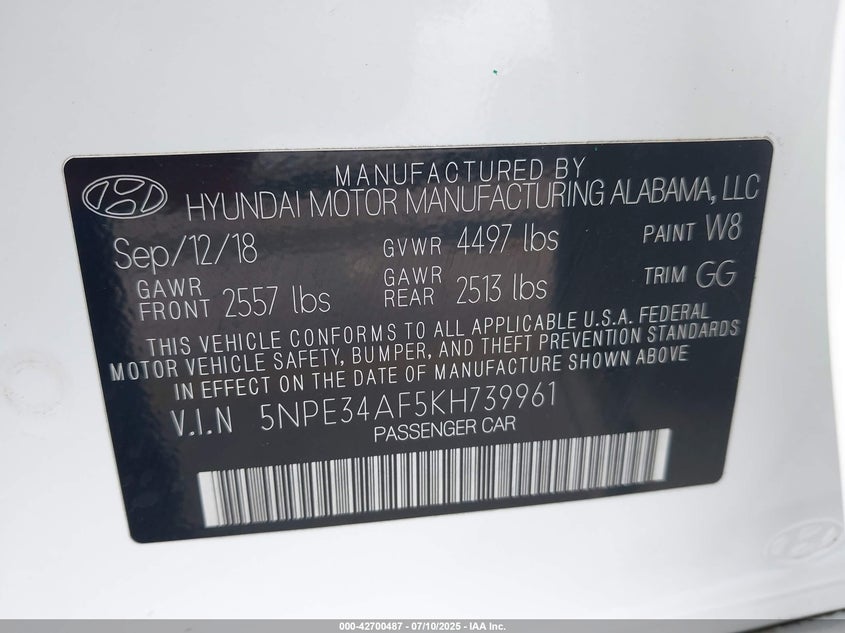 MANUFACTURED BY
HYUNDAI MOTOR MANUFACTURING ALABAMA, LLC
Sep/12/18 GVWR 4497 lbs PAINT W8
GAWR FRONT 2557 lbs GAWR REAR 2513 lbs TRIM GG
THIS VEHICLE CONFORMS TO ALL APPLICABLE U.S.A. FEDERAL
MOTOR VEHICLE SAFETY, BUMPER, AND THEFT PREVENTION STANDARDS
IN EFFECT ON THE DATE OF MANUFACTURE SHOWN ABOVE
V.I.N 5NPE34AF5KH739961
PASSENGER CAR
000-42700487 - 07/10/2025 - IAA Inc.